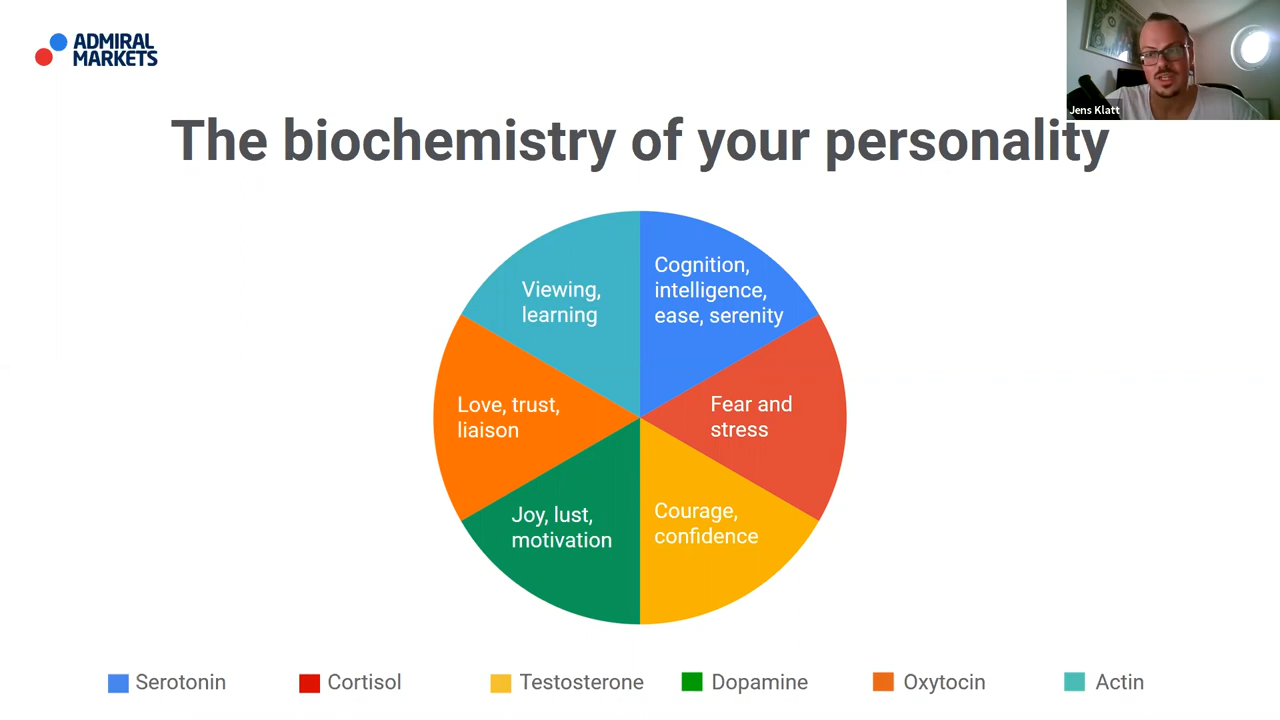 ADMIRAL
MARKETS
Jens Klatt
The biochemistry of your personality
Viewing,
learning
Cognition,
intelligence,
ease, serenity
Love, trust,
liaison
Fear and
stress
Joy, lust,
motivation
Courage,
confidence
Serotonin
Cortisol
Testosterone
Dopamine
Oxytocin
Actin